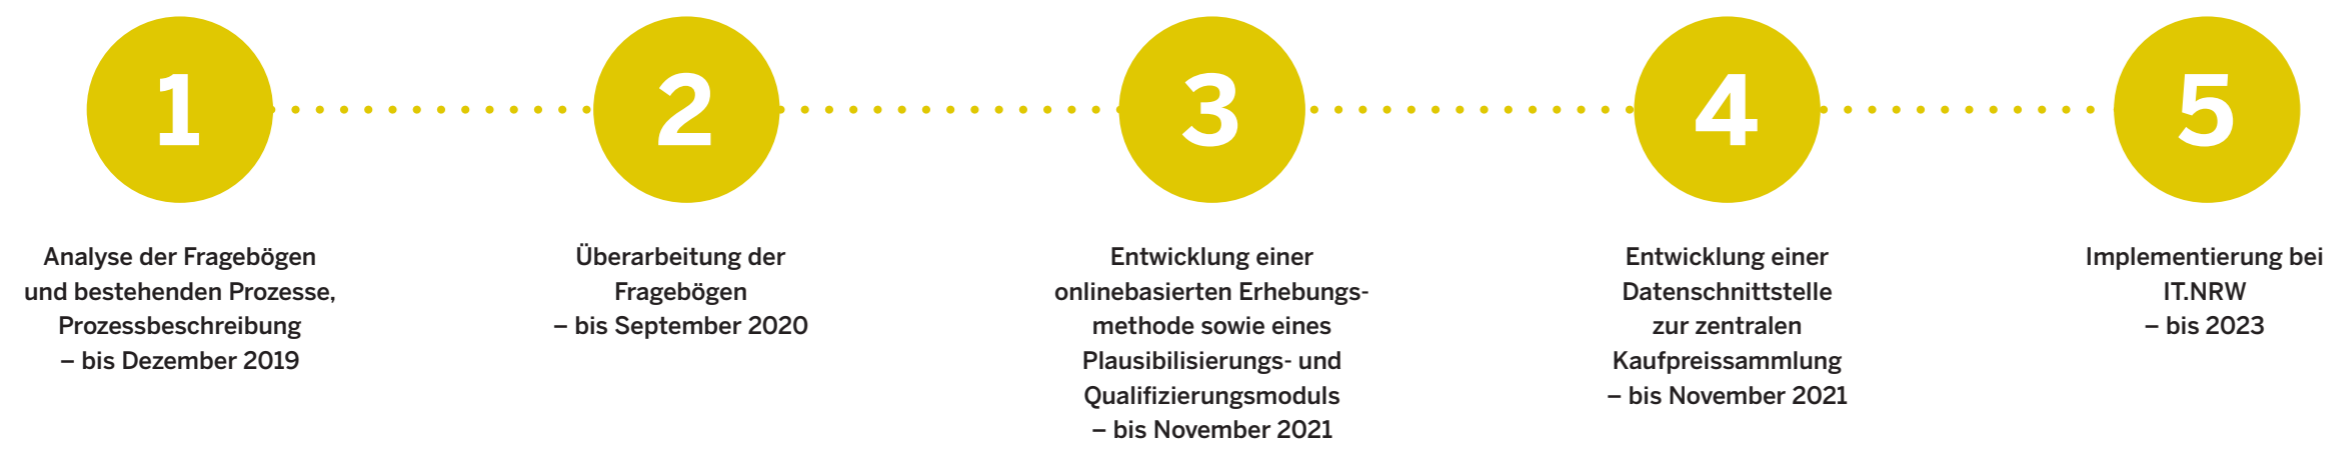 1
Analyse der Fragebögen
und bestehenden Prozesse,
Prozessbeschreibung
– bis Dezember 2019
2
Überarbeitung der
Fragebögen
– bis September 2020
3
Entwicklung einer
onlinebasierten Erhebungs-
methode sowie eines
Plausibilisierungs- und
Qualifizierungsmoduls
– bis November 2021
4
Entwicklung einer
Datenschnittstelle
zur zentralen
Kaufpreissammlung
– bis November 2021
5
Implementierung bei
IT.NRW
– bis 2023